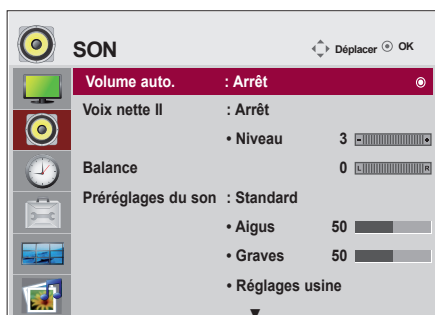 SON
Déplacer OK
Volume auto. : Arrêt
Voix nette II : Arrêt
• Niveau 3 - +
Balance 0 L R
Préréglages du son : Standard
• Aigus 50
• Graves 50
• Réglages usine